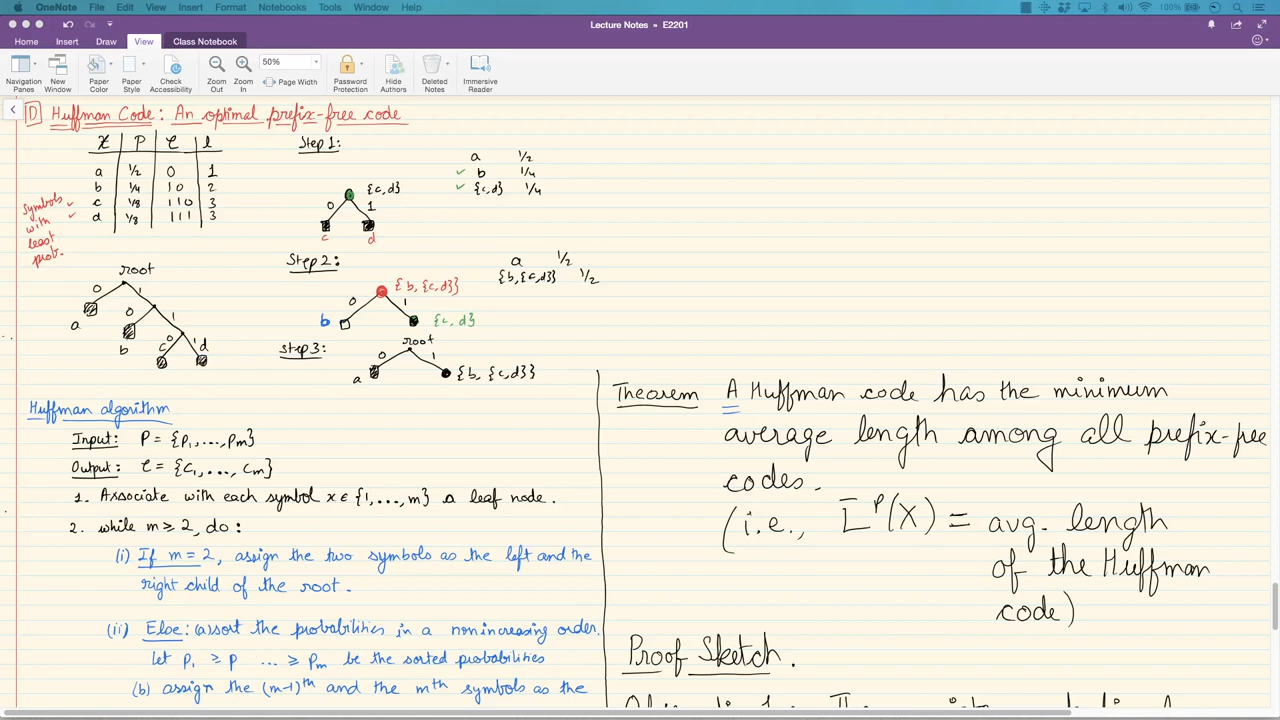 OneNote File Edit View Insert Format Notebooks Tools Window Help 100%
Lecture Notes – E2201
Home Insert Draw View Class Notebook
Navigation Panes
New Window
Paper Color
Paper Style
Check Accessibility
Zoom Out
Zoom In
50%
Page Width
Password Protection
Hide Authors
Deleted Notes
Immersive Reader
D Huffman Code: An optimal prefix-free code
X P C l
a 1/2 0 1
b 1/4 10 2
c 1/8 110 3
d 1/8 111 3
Symbols with least prob.
root
0 1
a
0 1
b
0 1
c d
Step 1:
{c,d}
0 1
c d
a 1/2
b 1/4
{c,d} 1/4
Step 2:
{b,{c,d}}
0 1
b {c,d}
a 1/2
{b,{c,d}} 1/2
Step 3:
root
0 1
a {b, {c,d}}
Huffman algorithm
Input: P = {p1,...,pm}
Output: C = {c1, ..., cm}
1. Associate with each symbol x ∈ {1,...,m} a leaf node.
2. while m ≥ 2, do:
(i) If m = 2, assign the two symbols as the left and the
right child of the root.
(ii) Else: (a) sort the probabilities in a nonincreasing order.
let p1 ≥ p ... ≥ pm be the sorted probabilities
(b) assign the (m-1)th and the mth symbols as the
Theorem A Huffman code has the minimum
average length among all prefix-free
codes.
(i.e., L^p(X) = avg. length
of the Huffman
code)
Proof Sketch.